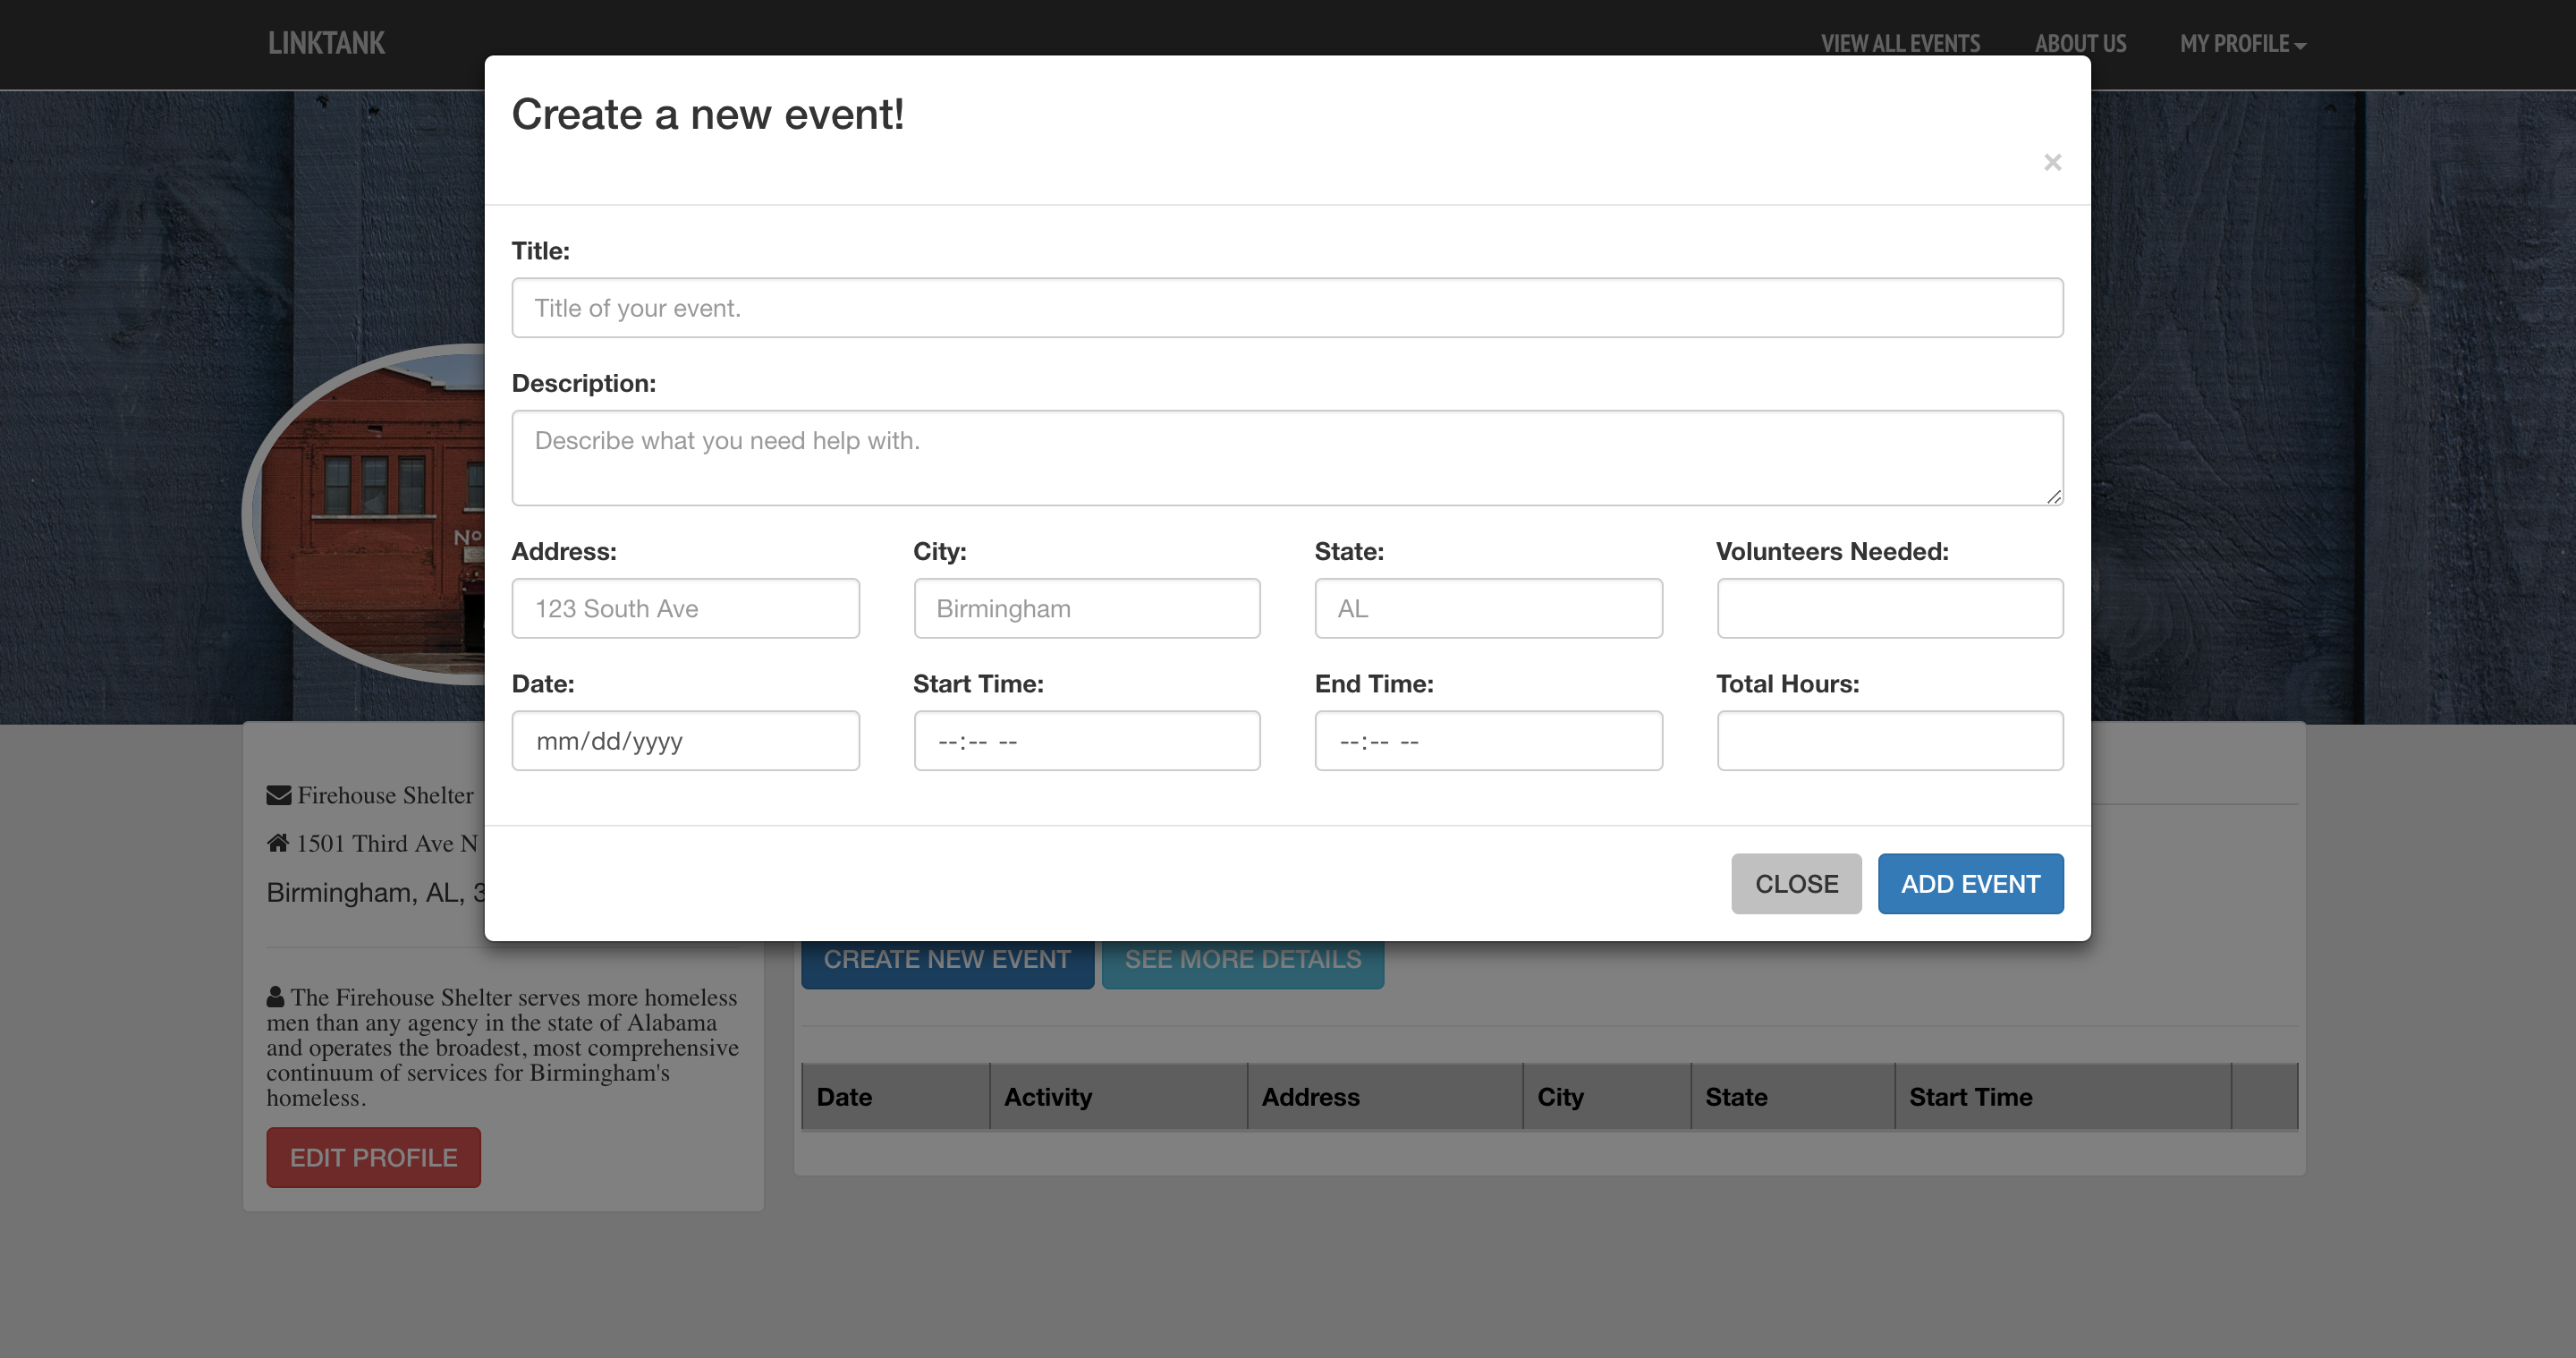 LINKTANK
VIEW ALL EVENTS
ABOUT US
MY PROFILE
Create a new event!
×
Title:
Title of your event.
Description:
Describe what you need help with.
Address:
City:
State:
Volunteers Needed:
123 South Ave
Birmingham
AL
Date:
Start Time:
End Time:
Total Hours:
mm/dd/yyyy
--:-- --
--:-- --
CLOSE
ADD EVENT
Nº
Firehouse Shelter
1501 Third Ave N
Birmingham, AL, 3
The Firehouse Shelter serves more homeless
men than any agency in the state of Alabama
and operates the broadest, most comprehensive
continuum of services for Birmingham's
homeless.
EDIT PROFILE
CREATE NEW EVENT
SEE MORE DETAILS
Date
Activity
Address
City
State
Start Time